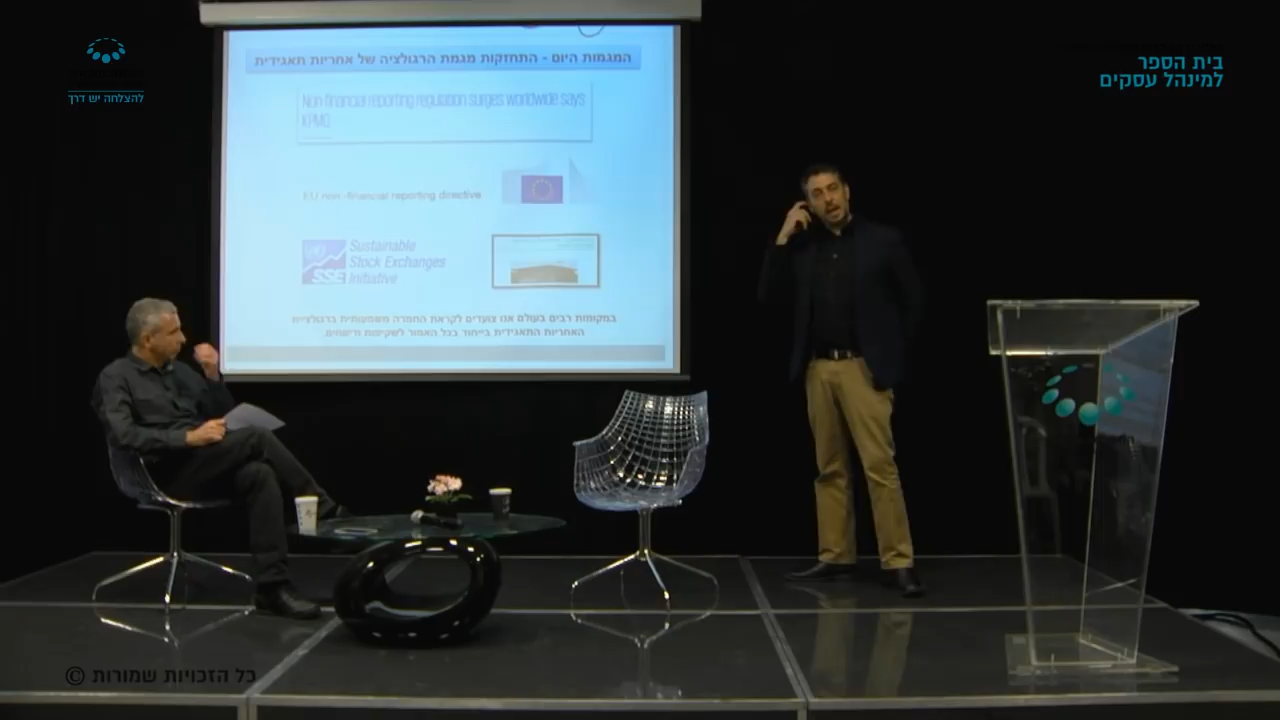 להצלחה יש דרך
בית הספר
למינהל עסקים
המגמות היום - התחזקות מגמת הרגולציה של אחריות תאגידית
Non financial reporting regulation surges worldwide says
KPMG
EU non-financial reporting directive
SSE
Sustainable
Stock Exchanges
Initiative
במקומות רבים בעולם אנו צועדים לקראת החמרה משמעותית ברגולציית
האחריות התאגידית בייחוד בכל האמור לשקיפות ודיווחים.
כל הזכויות שמורות ©